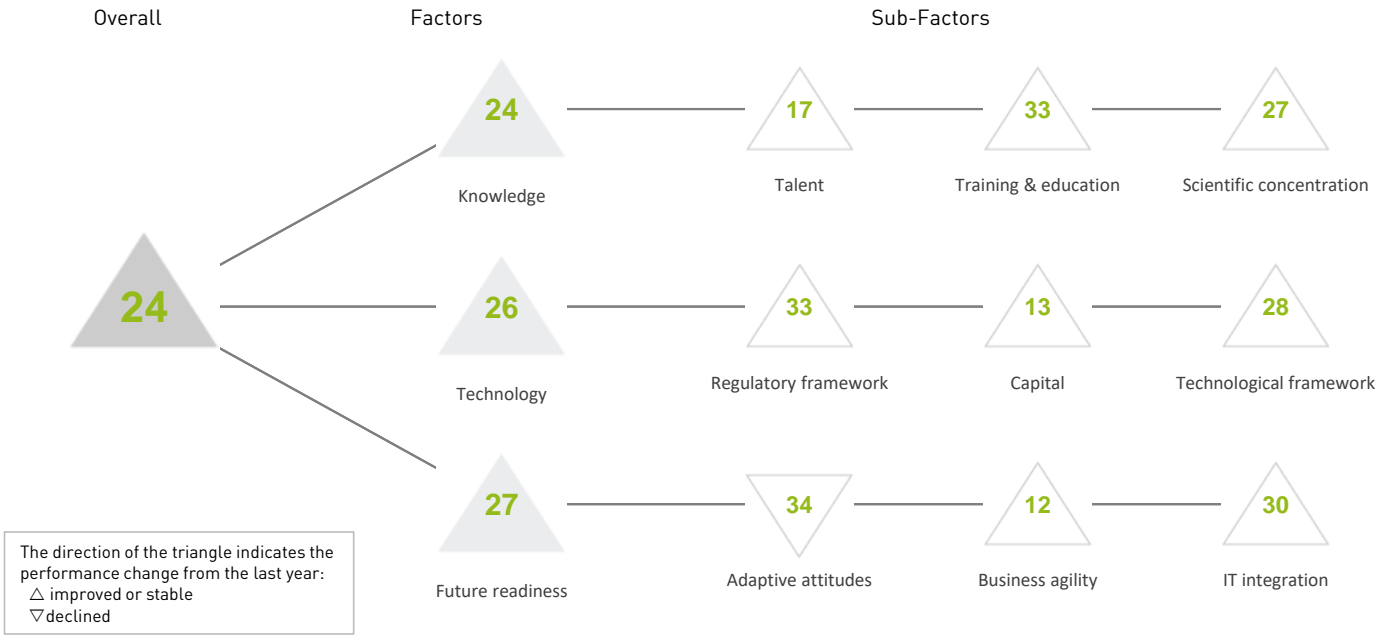 Overall
Factors
Sub-Factors
24
17
33
27
Knowledge
Talent
Training & education
Scientific concentration
24
26
33
13
28
Technology
Regulatory framework
Capital
Technological framework
27
34
12
30
Future readiness
Adaptive attitudes
Business agility
IT integration
The direction of the triangle indicates the
performance change from the last year:
△ improved or stable
▽ declined